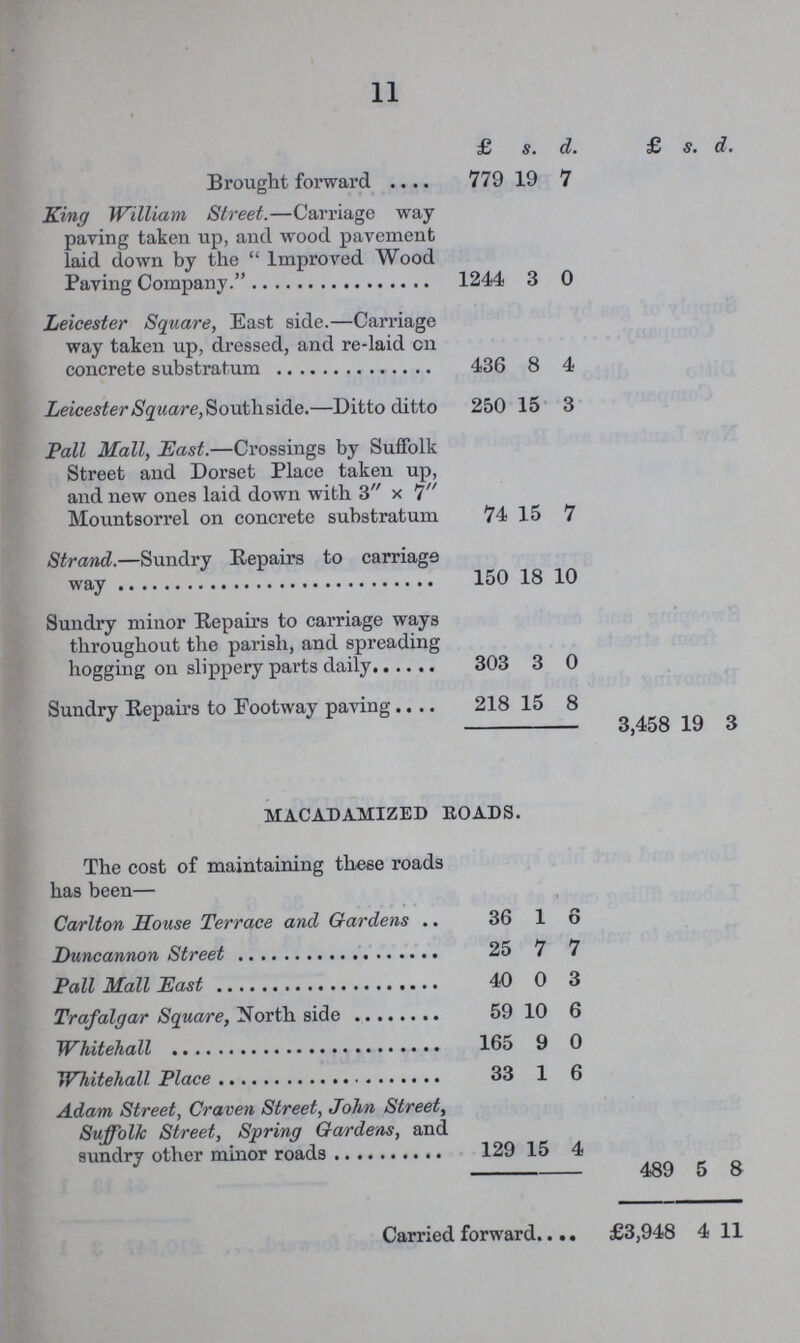 11
£ s. d. £ s. d.
Brought forward .... 779 19 7
King William Street.—Carriage way
paving taken up, and wood pavement
laid down by the “ Improved Wood
Paving Company.” ................ 1244 3 0
Leicester Square, East side.—Carriage
way taken up, dressed, and re-laid on
concrete substratum .............. 436 8 4
Leicester Square, South side.—Ditto ditto 250 15 3
Pall Mall, East.—Crossings by Suffolk
Street and Dorset Place taken up,
and new ones laid down with 3″ × 7″
Mountsorrel on concrete substratum 74 15 7
Strand.—Sundry Repairs to carriage
way ............................ 150 18 10
Sundry minor Repairs to carriage ways
throughout the parish, and spreading
hogging on slippery parts daily...... 303 3 0
Sundry Repairs to Footway paving .... 218 15 8
3,458 19 3
MACADAMIZED ROADS.
The cost of maintaining these roads
has been—
Carlton House Terrace and Gardens .. 36 1 6
Duncannon Street .................. 25 7 7
Pall Mall East .................... 40 0 3
Trafalgar Square, North side ........ 59 10 6
Whitehall ........................ 165 9 0
Whitehall Place .................... 33 1 6
Adam Street, Craven Street, John Street,
Suffolk Street, Spring Gardens, and
sundry other minor roads .......... 129 15 4
489 5 8
Carried forward.... £3,948 4 11